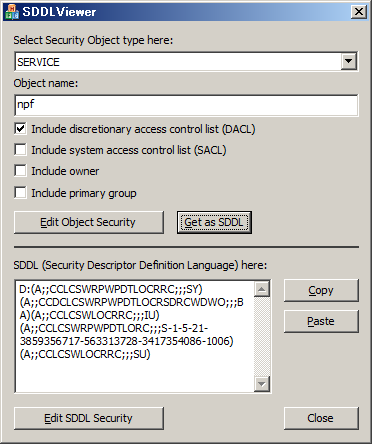 SDDLViewer
Select Security Object type here:
SERVICE
Object name:
npf
Include discretionary access control list (DACL)
Include system access control list (SACL)
Include owner
Include primary group
Edit Object Security
Get as SDDL
SDDL (Security Descriptor Definition Language) here:
D:(A;;CCLCSWRPWPDTLOCRRC;;;SY)
(A;;CCDCLCSWRPWPDTLOCRSDRCWDWO;;;B
A)(A;;CCLCSWLOCRRC;;;IU)
(A;;CCLCSWRPWPDTLORC;;;S-1-5-21-
3859356717-563313728-3417354086-1006)
(A;;CCLCSWLOCRRC;;;SU)
Copy
Paste
Edit SDDL Security
Close